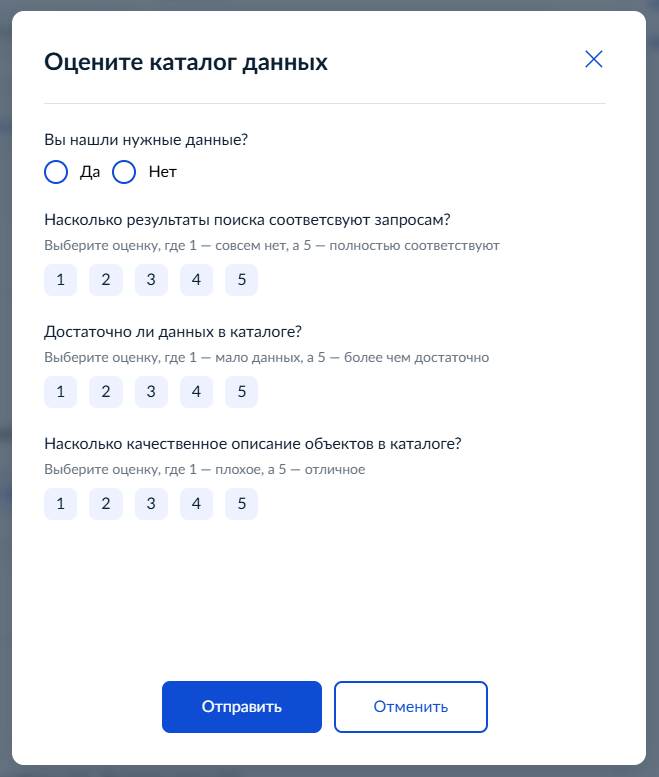 Оцените каталог данных
Вы нашли нужные данные?
Да Нет
Насколько результаты поиска соответсвуют запросам?
Выберите оценку, где 1 — совсем нет, а 5 — полностью соответствуют
1 2 3 4 5
Достаточно ли данных в каталоге?
Выберите оценку, где 1 — мало данных, а 5 — более чем достаточно
1 2 3 4 5
Насколько качественное описание объектов в каталоге?
Выберите оценку, где 1 — плохое, а 5 — отличное
1 2 3 4 5
Отправить Отменить